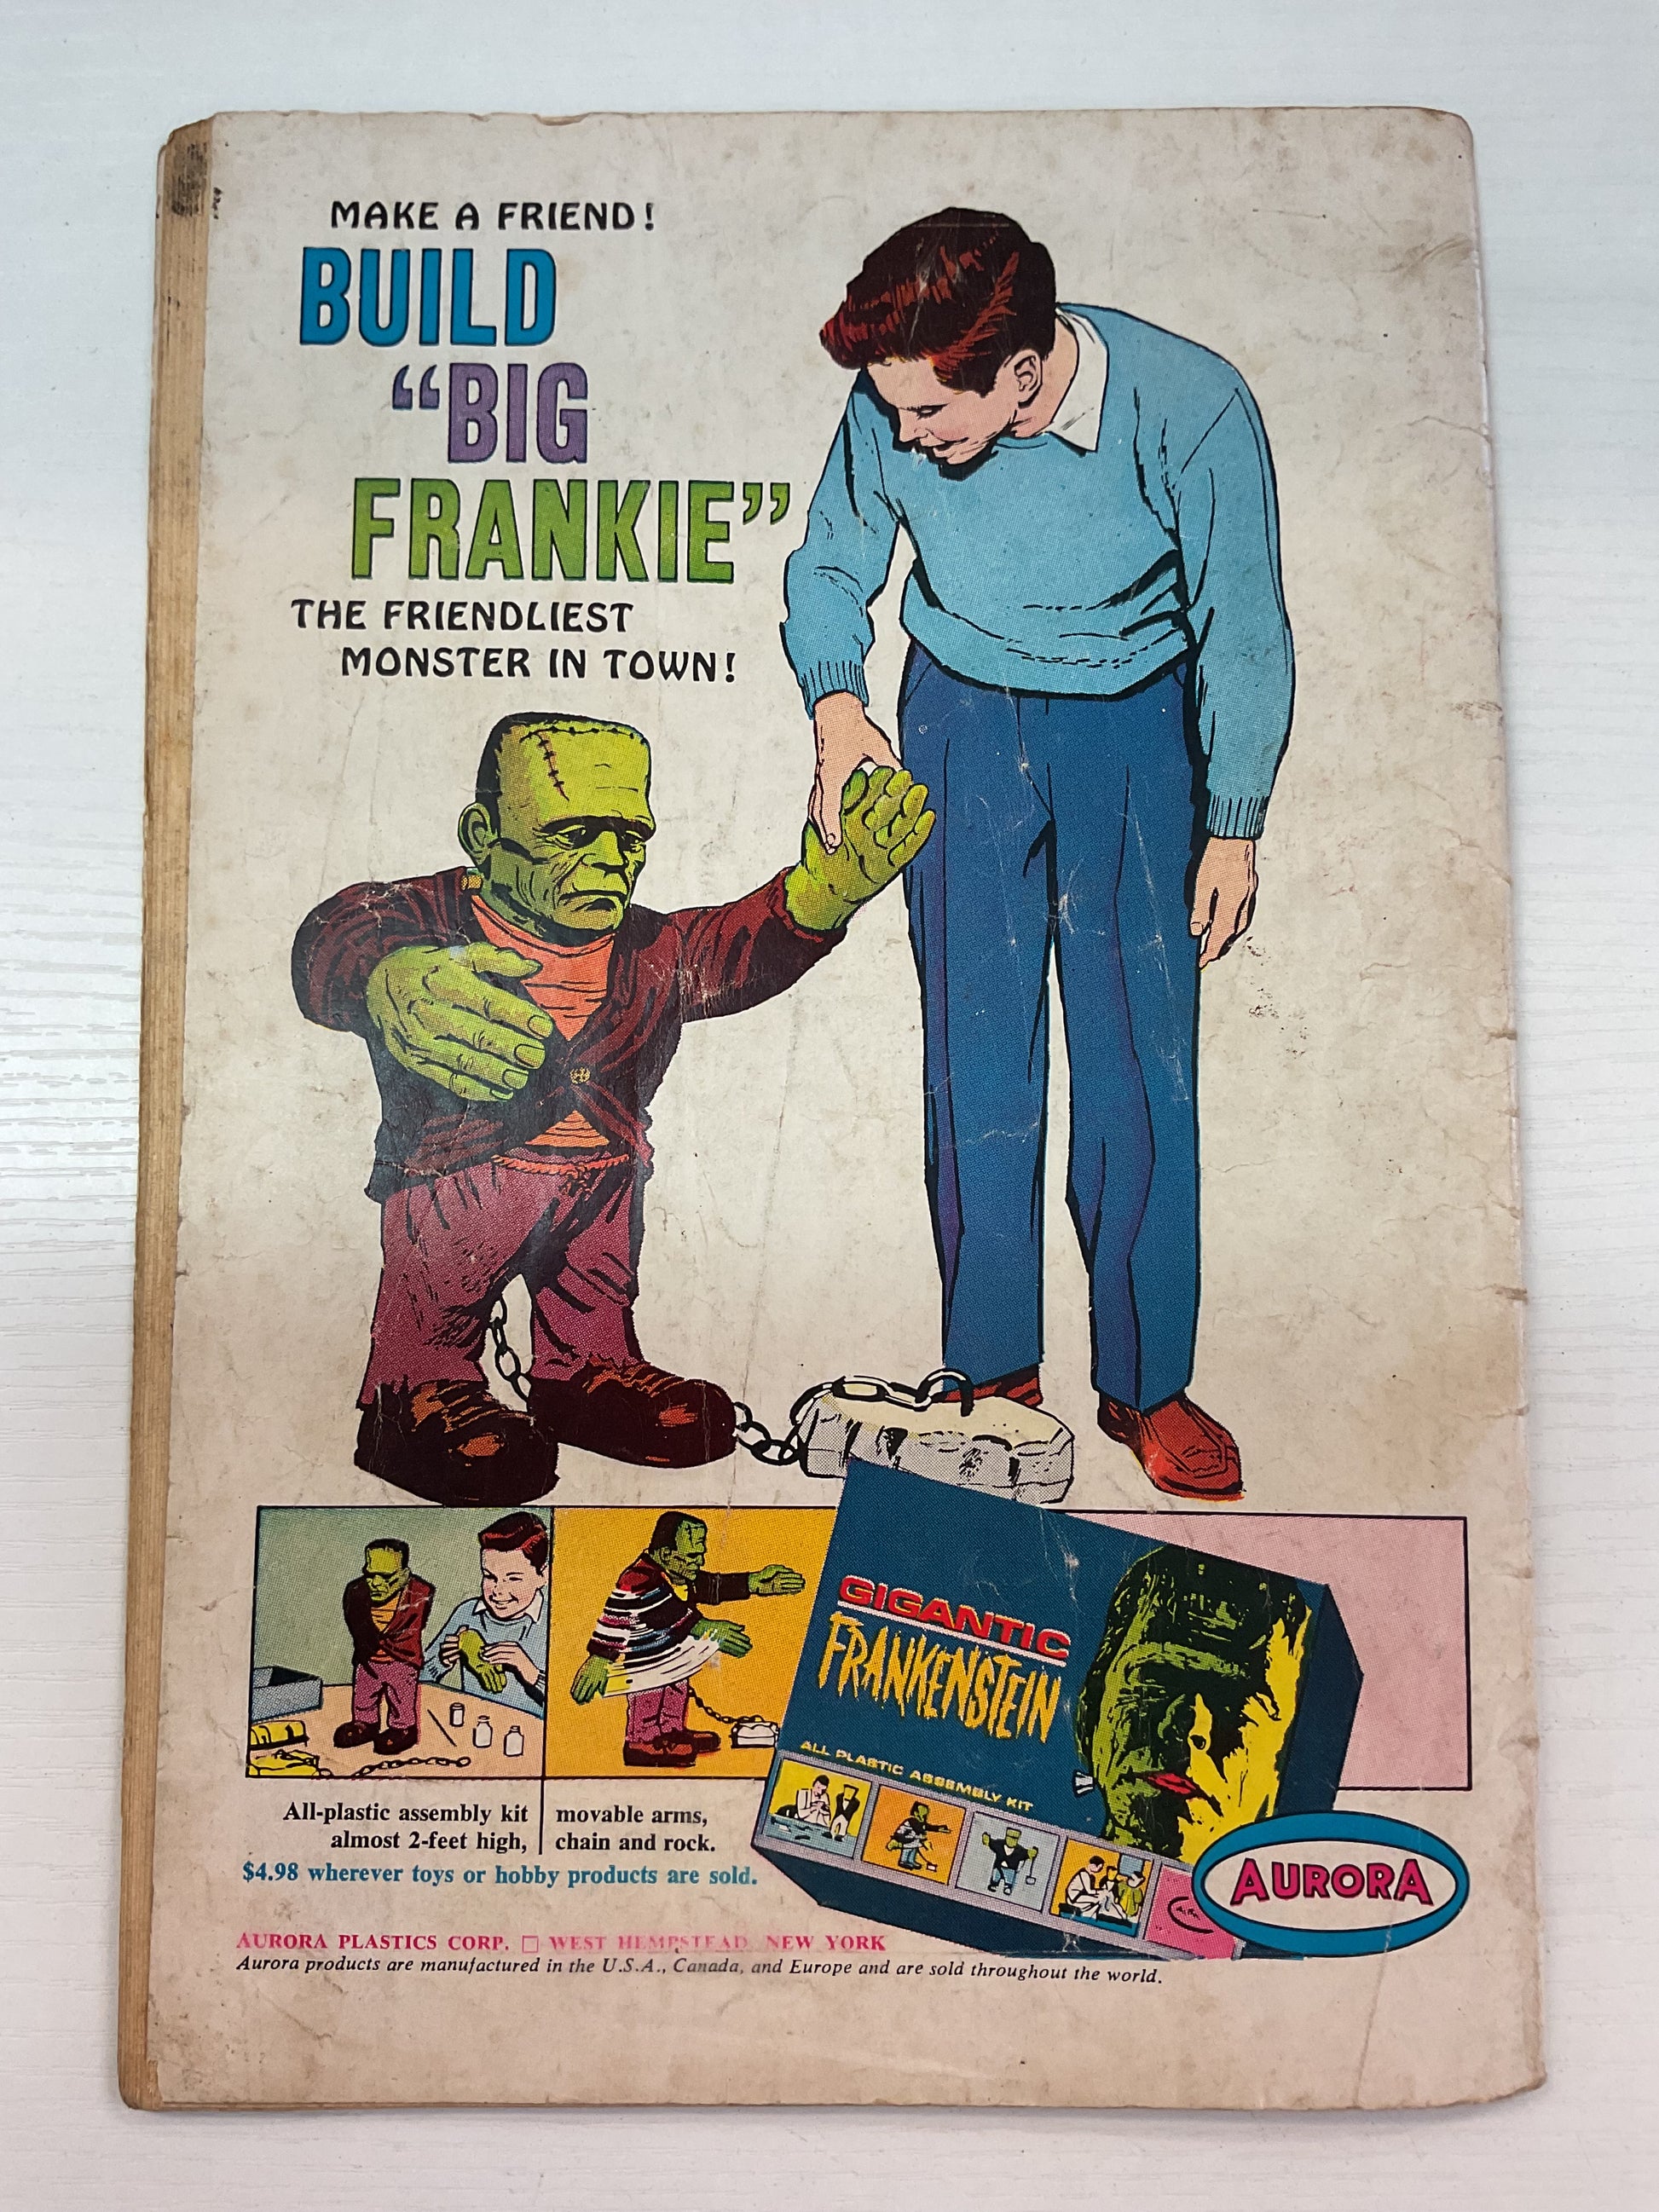 MAKE A FRIEND!
BUILD
“BIG
FRANKIE”
THE FRIENDLIEST
MONSTER IN TOWN!
GIGANTIC
FRANKENSTEIN
ALL PLASTIC ASSEMBLY KIT
All-plastic assembly kit
almost 2-feet high,
movable arms,
chain and rock.
$4.98 wherever toys or hobby products are sold.
AURORA
AURORA PLASTICS CORP. □ WEST HEMPSTEAD, NEW YORK
Aurora products are manufactured in the U.S.A., Canada, and Europe and are sold throughout the world.